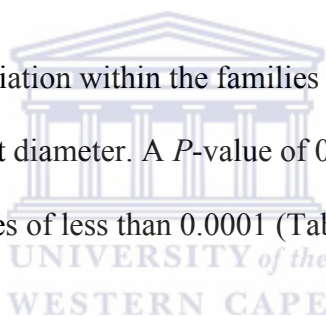 iation within the families
t diameter. A P-value of 0
es of less than 0.0001 (Tab
UNIVERSITY of the
WESTERN CAPE